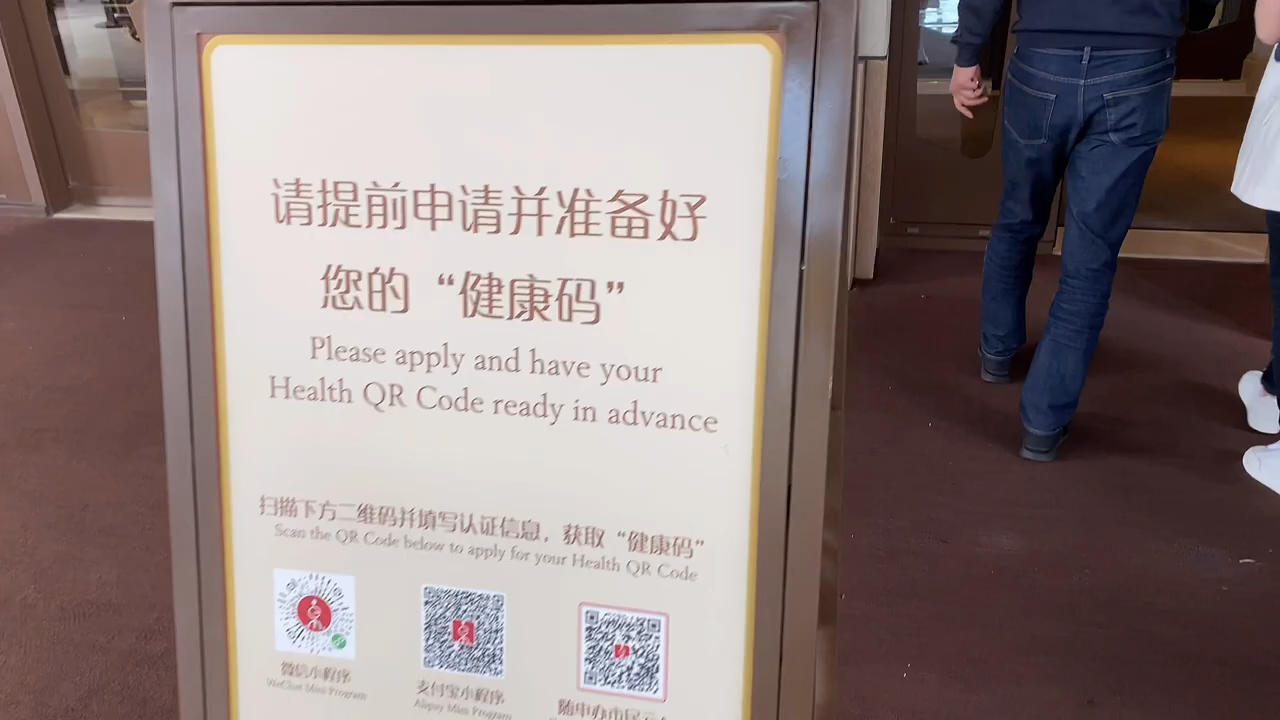 请提前申请并准备好
您的“健康码”
Please apply and have your
Health QR Code ready in advance
扫描下方二维码并填写认证信息，获取“健康码”
Scan the QR Code below to apply for your Health QR Code
微信小程序
WeChat Mini Program
支付宝小程序
Alipay Mini Program
随申办市民云